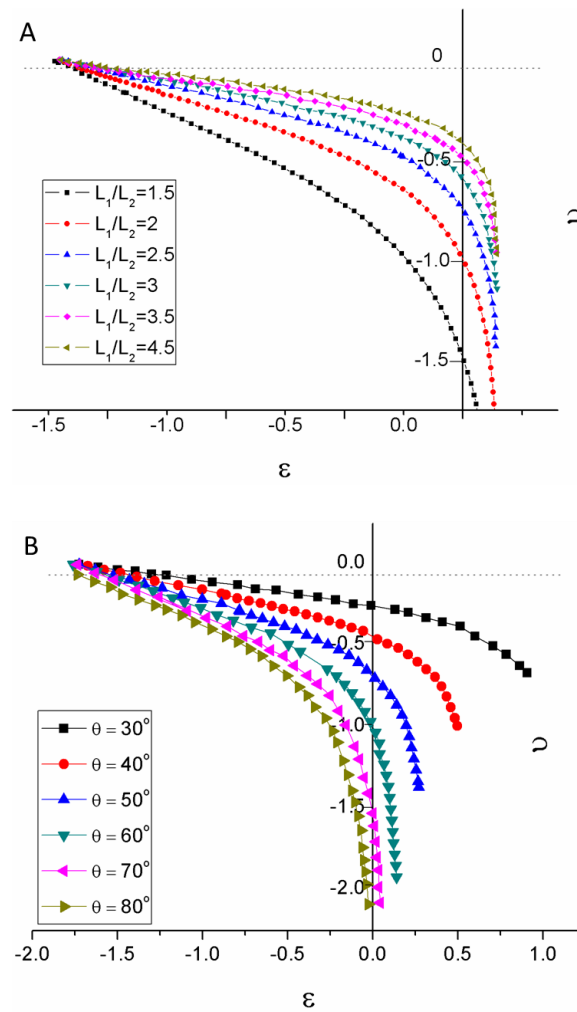 A
0
-0.5
-1.0
-1.5
υ
L₁/L₂=1.5
L₁/L₂=2
L₁/L₂=2.5
L₁/L₂=3
L₁/L₂=3.5
L₁/L₂=4.5
-1.5 -1.0 -0.5 0.0
ε
B
0.0
-0.5
-1.0
-1.5
-2.0
υ
θ = 30°
θ = 40°
θ = 50°
θ = 60°
θ = 70°
θ = 80°
-2.0 -1.5 -1.0 -0.5 0.0 0.5 1.0
ε